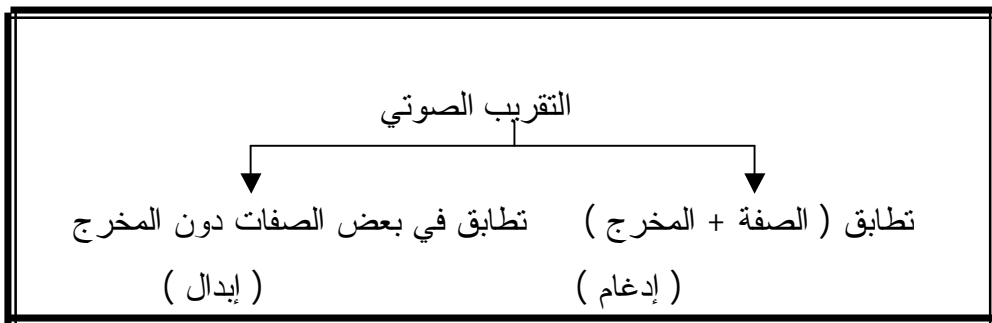 التقريب الصوتي
تطابق ( الصفة + المخرج ) تطابق في بعض الصفات دون المخرج
( إدغام ) ( إبدال )